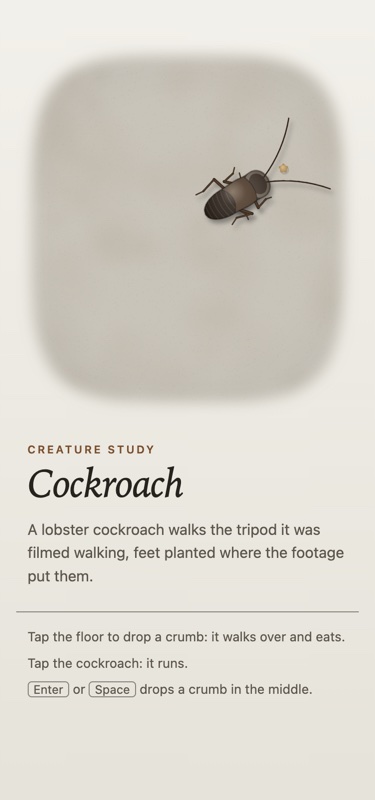 CREATURE STUDY
Cockroach
A lobster cockroach walks the tripod it was
filmed walking, feet planted where the footage
put them.
Tap the floor to drop a crumb: it walks over and eats.
Tap the cockroach: it runs.
Enter or Space drops a crumb in the middle.